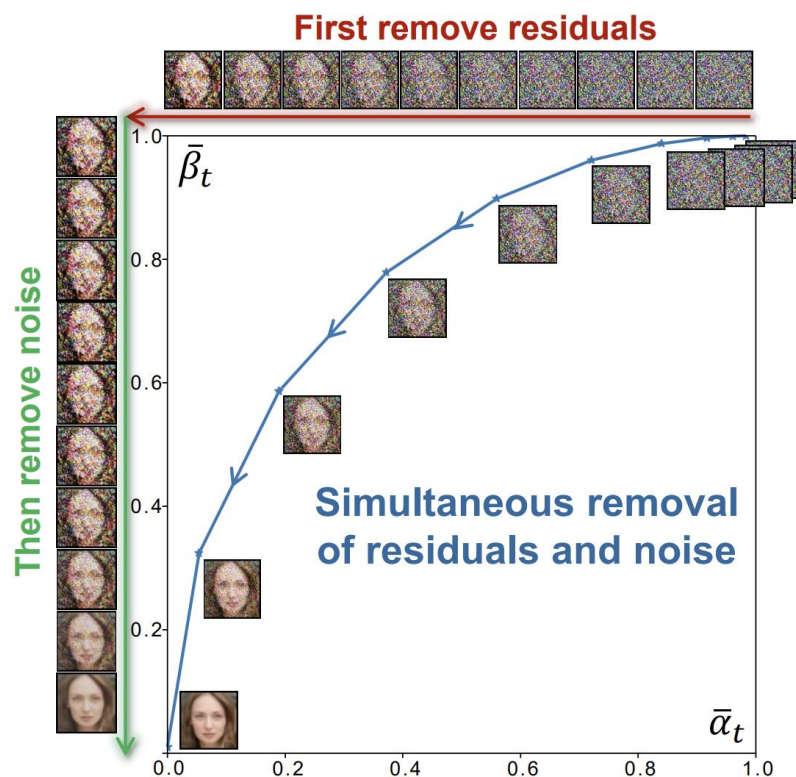 First remove residuals
Then remove noise
1.0
β̄ₜ
0.8
0.6
0.4
0.2
Simultaneous removal
of residuals and noise
ᾱₜ
0.0
0.2
0.4
0.6
0.8
1.0